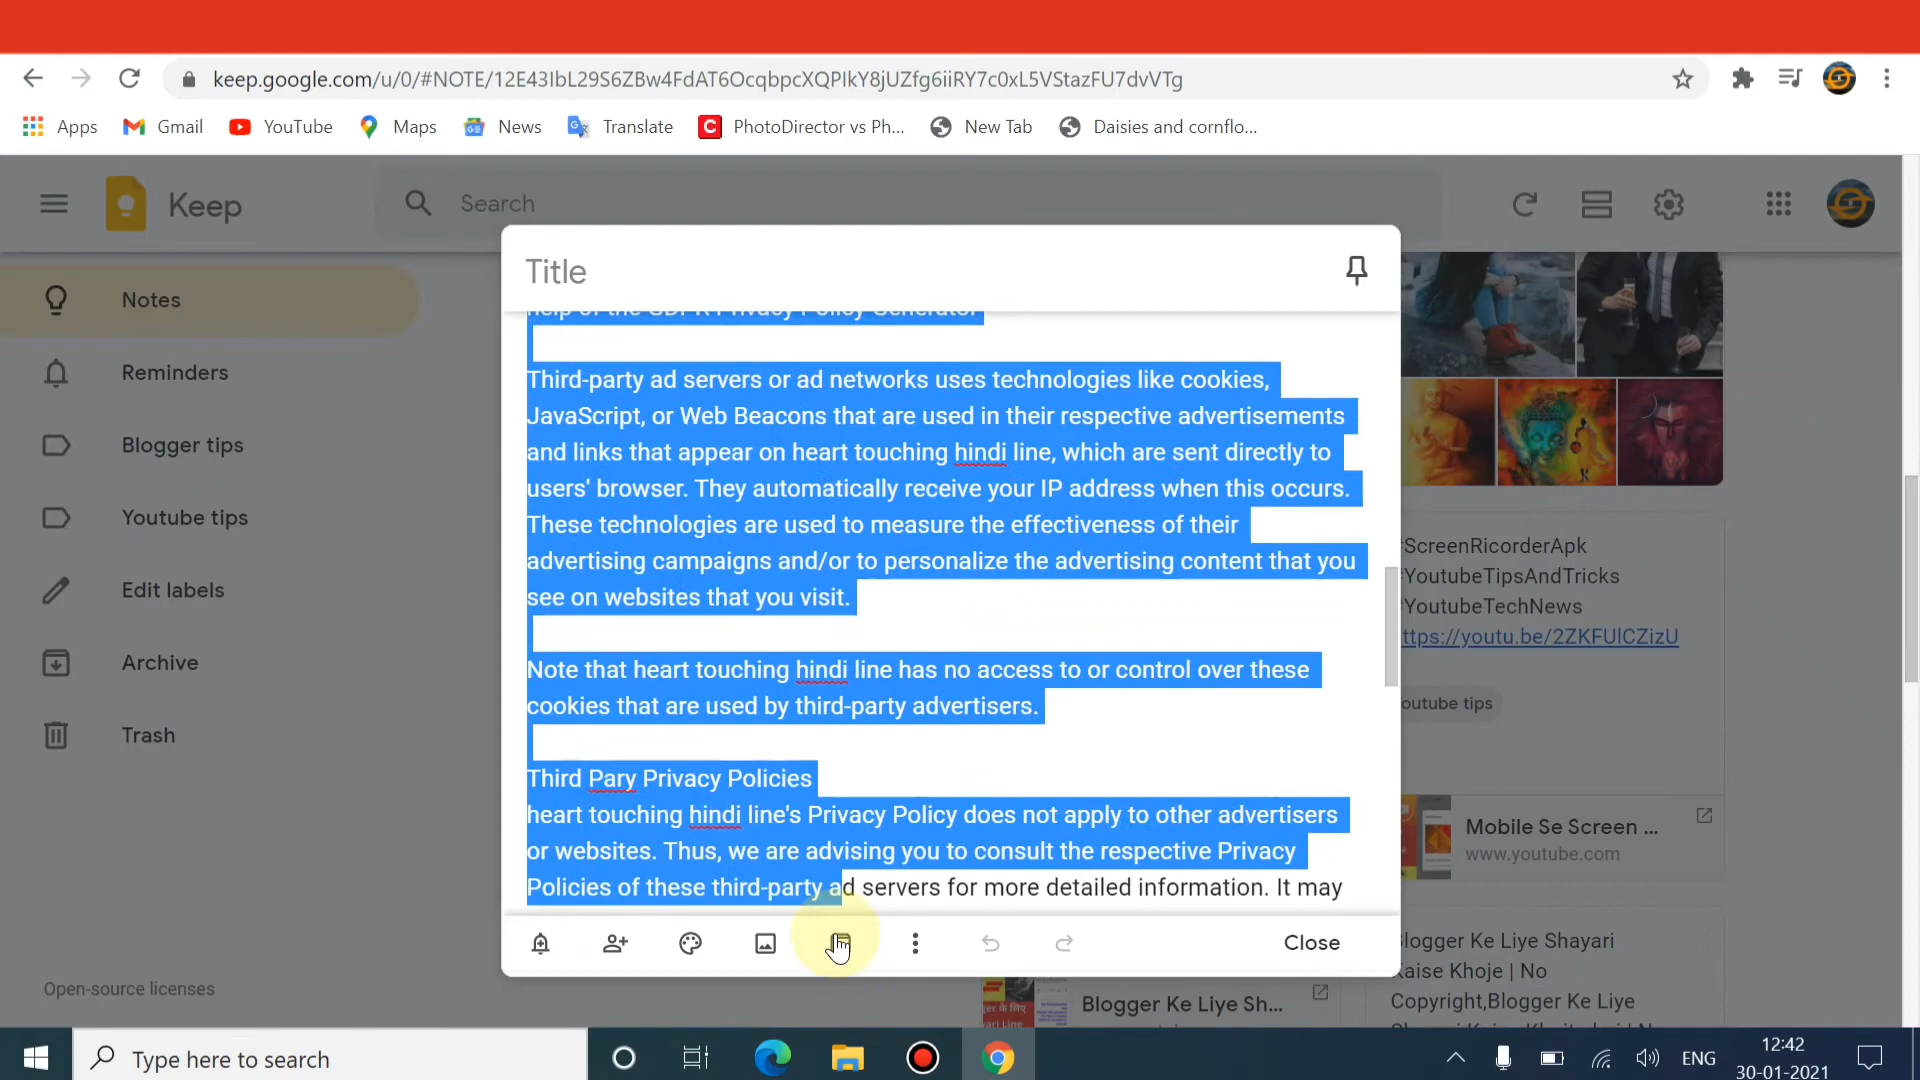 keep.google.com/u/0/#NOTE/12E43IbL29S6ZBw4FdAT6OcqbpcXQPlkY8jUZfg6iiRY7c0xL5VStazFU7dvVTg
Apps Gmail YouTube Maps News Translate PhotoDirector vs Ph... New Tab Daisies and cornflo...
Keep
Search
Title
Notes
Reminders
Blogger tips
Youtube tips
Edit labels
Archive
Trash
Open-source licenses
help of the GDPR Privacy Policy Generator
Third-party ad servers or ad networks uses technologies like cookies,
JavaScript, or Web Beacons that are used in their respective advertisements
and links that appear on heart touching hindi line, which are sent directly to
users' browser. They automatically receive your IP address when this occurs.
These technologies are used to measure the effectiveness of their
advertising campaigns and/or to personalize the advertising content that you
see on websites that you visit.
Note that heart touching hindi line has no access to or control over these
cookies that are used by third-party advertisers.
Third Pary Privacy Policies
heart touching hindi line's Privacy Policy does not apply to other advertisers
or websites. Thus, we are advising you to consult the respective Privacy
Policies of these third-party ad servers for more detailed information. It may
Close
ScreenRicorderApk
YoutubeTipsAndTricks
YoutubeTechNews
ttps://youtu.be/2ZKFUlCZizU
outube tips
Mobile Se Screen ...
www.youtube.com
Blogger Ke Liye Sh...
logger Ke Liye Shayari
Kaise Khoje | No
Copyright,Blogger Ke Liye
Type here to search
ENG
12:42
30-01-2021